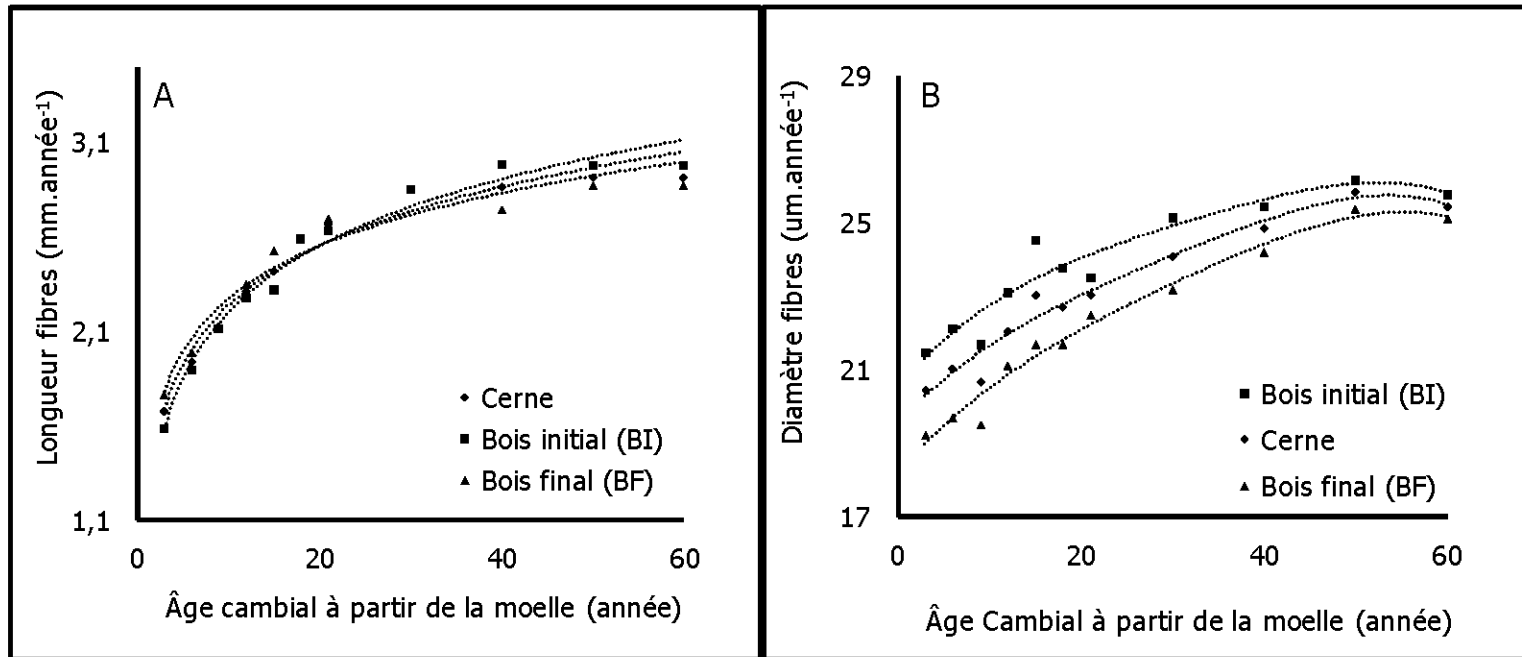 A
Longueur fibres (mm.année-1)
3,1
2,1
1,1
0
20
40
60
Âge cambial à partir de la moelle (année)
Cerne
Bois initial (BI)
Bois final (BF)
B
Diamètre fibres (um.année-1)
29
25
21
17
0
20
40
60
Âge Cambial à partir de la moelle (année)
Bois initial (BI)
Cerne
Bois final (BF)